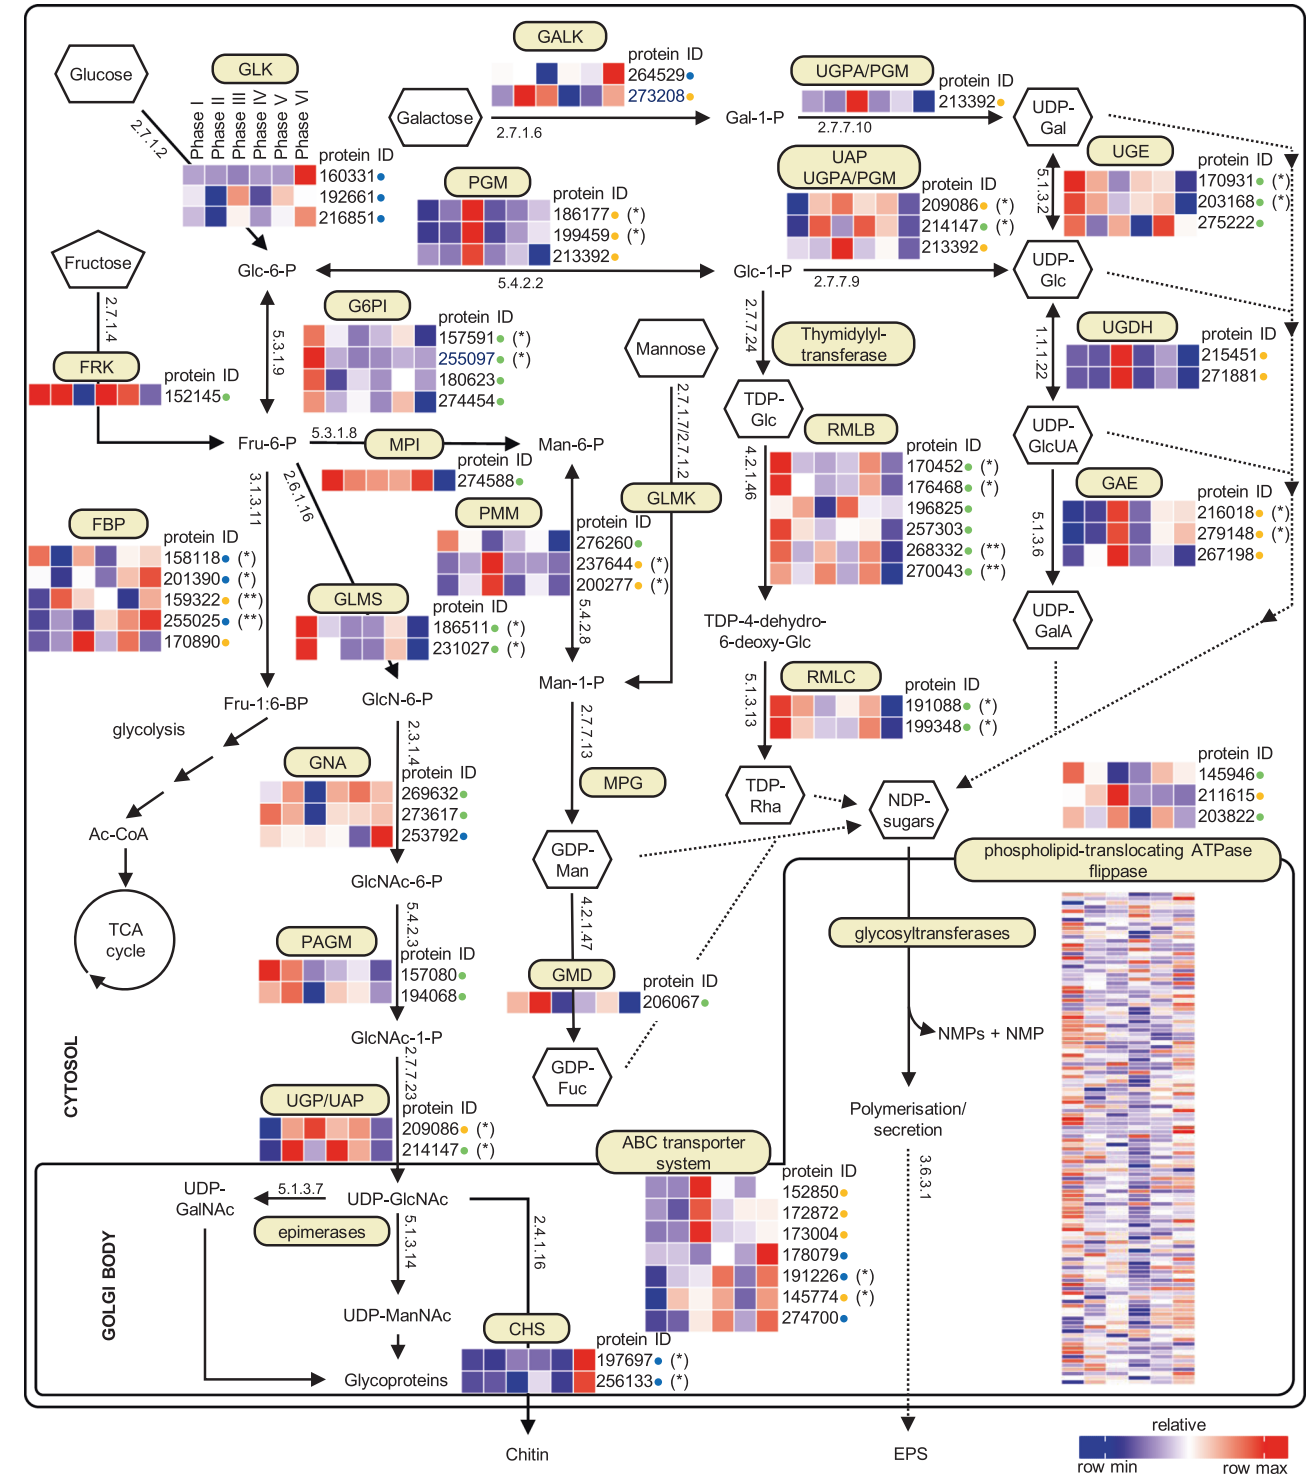 GALK
protein ID
264529
273208
Glucose
GLK
Phase I
Phase II
Phase III
Phase IV
Phase V
Phase VI
2.7.1.2
protein ID
160331
192661
216851
Galactose
2.7.1.6
Gal-1-P
UGPA/PGM
protein ID
213392
2.7.7.10
UDP-
Gal
UGE
protein ID
170931 (*)
203168 (*)
275222
5.1.3.2
PGM
protein ID
186177 (*)
199459 (*)
213392
UAP
UGPA/PGM
protein ID
209086 (*)
214147 (*)
213392
Fructose
2.7.1.4
Glc-6-P
5.4.2.2
Glc-1-P
2.7.7.9
UDP-
Glc
G6PI
protein ID
157591 (*)
255097 (*)
180623
274454
5.3.1.9
FRK
protein ID
152145
Mannose
2.7.1.7/2.7.1.2
2.7.7.24
Thymidylyl-
transferase
1.1.1.22
UGDH
protein ID
215451
271881
TDP-
Glc
UDP-
GlcUA
Fru-6-P
5.3.1.8
MPI
Man-6-P
protein ID
274588
RMLB
protein ID
170452 (*)
176468 (*)
196825
257303
268332 (**)
270043 (**)
4.2.1.46
GLMK
3.1.3.11
2.6.1.16
FBP
protein ID
158118 (*)
201390 (*)
159322 (**)
255025 (**)
170890
PMM
protein ID
276260
237644 (*)
200277 (*)
5.4.2.8
GAE
protein ID
216018 (*)
279148 (*)
267198
5.1.3.6
GLMS
protein ID
186511 (*)
231027 (*)
TDP-4-dehydro-
6-deoxy-Glc
UDP-
GalA
RMLC
protein ID
191088 (*)
199348 (*)
5.1.3.13
Fru-1:6-BP
GlcN-6-P
Man-1-P
glycolysis
2.3.1.4
2.7.7.13
GNA
protein ID
269632
273617
253792
MPG
TDP-
Rha
NDP-
sugars
protein ID
145946
211615
203822
Ac-CoA
GDP-
Man
phospholipid-translocating ATPase
flippase
GlcNAc-6-P
TCA
cycle
5.4.2.3
4.2.1.47
PAGM
protein ID
157080
194068
glycosyltransferases
GMD
protein ID
206067
GlcNAc-1-P
NMPs + NMP
CYTOSOL
2.7.7.23
GDP-
Fuc
UGP/UAP
protein ID
209086 (*)
214147 (*)
Polymerisation/
secretion
ABC transporter
system
protein ID
152850
172872
173004
178079
191226 (*)
145774 (*)
274700
3.6.3.1
UDP-
GalNAc
5.1.3.7
UDP-GlcNAc
epimerases
5.1.3.14
2.4.1.16
GOLGI BODY
UDP-ManNAc
CHS
protein ID
197697 (*)
256133 (*)
Glycoproteins
Chitin
EPS
relative
row min
row max